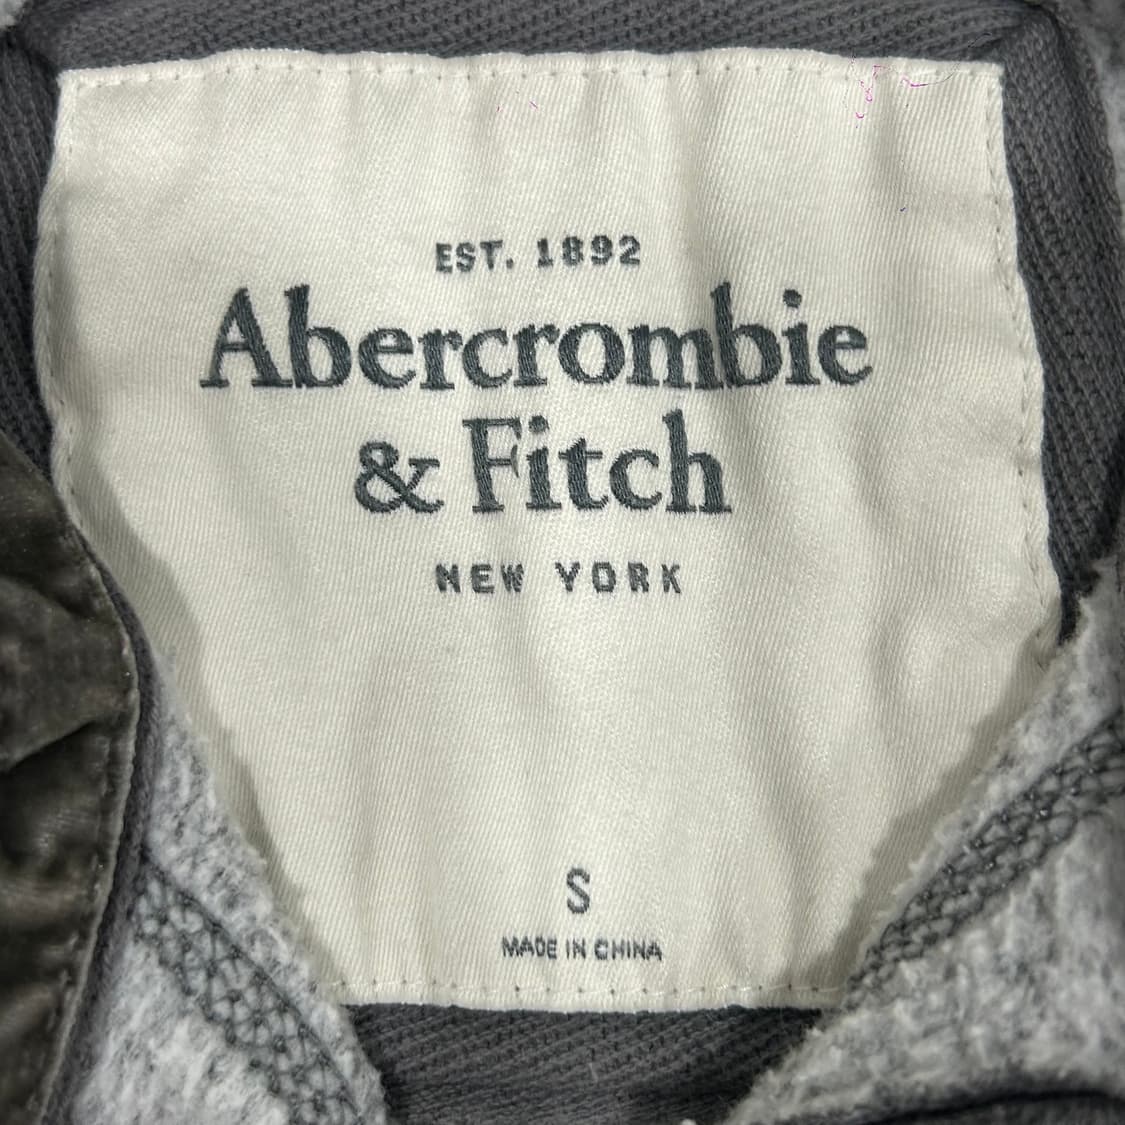 EST. 1892
Abercrombie
& Fitch
NEW YORK
S
MADE IN CHINA